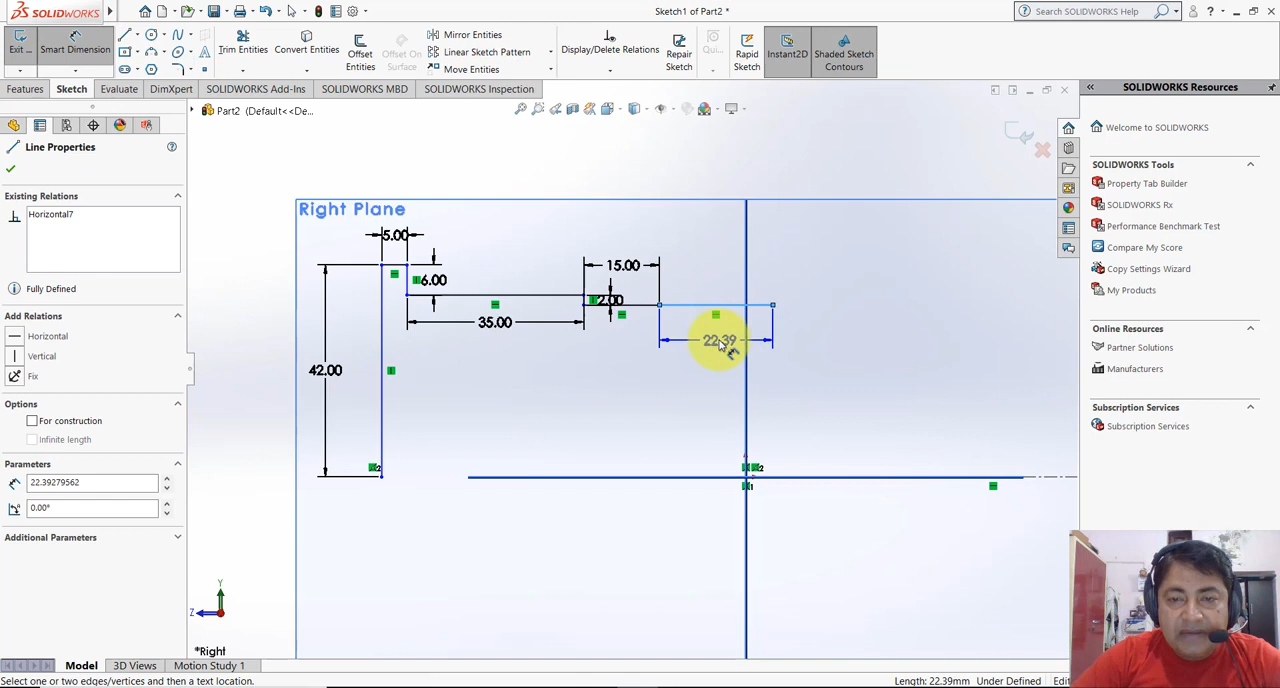 SOLIDWORKS
Sketch1 of Part2 *
Search SOLIDWORKS Help
Exit ...
Smart Dimension
Trim Entities
Convert Entities
Offset Entities
Offset On Surface
Mirror Entities
Linear Sketch Pattern
Move Entities
Display/Delete Relations
Repair Sketch
Qui...
Rapid Sketch
Instant2D
Shaded Sketch Contours
Features
Sketch
Evaluate
DimXpert
SOLIDWORKS Add-Ins
SOLIDWORKS MBD
SOLIDWORKS Inspection
Part2 (Default<<De...
Line Properties
Existing Relations
Horizontal7
Fully Defined
Add Relations
Horizontal
Vertical
Fix
Options
For construction
Infinite length
Parameters
22.39279562
0.00°
Additional Parameters
Right Plane
5.00
6.00
15.00
2.00
35.00
22.39
42.00
2
2
1
Y
Z
*Right
SOLIDWORKS Resources
Welcome to SOLIDWORKS
SOLIDWORKS Tools
Property Tab Builder
SOLIDWORKS Rx
Performance Benchmark Test
Compare My Score
Copy Settings Wizard
My Products
Online Resources
Partner Solutions
Manufacturers
Subscription Services
Subscription Services
Model
3D Views
Motion Study 1
Select one or two edges/vertices and then a text location.
Length: 22.39mm
Under Defined